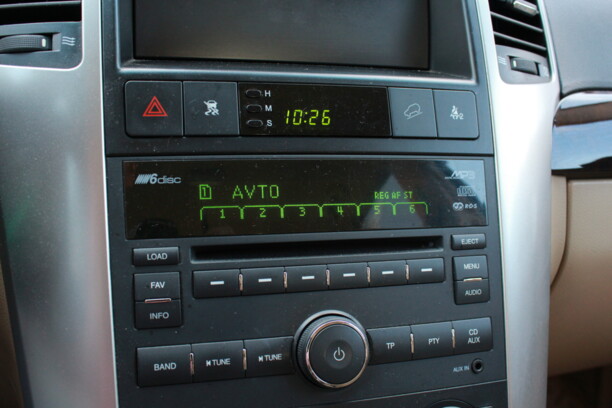 H
M
S
10:26
6disc
MP3
1 AVTO
REG AF ST
RDS
1 2 3 4 5 6
LOAD
EJECT
FAV
MENU
INFO
AUDIO
BAND
TUNE
TUNE
TP
PTY
CD
AUX
AUX IN